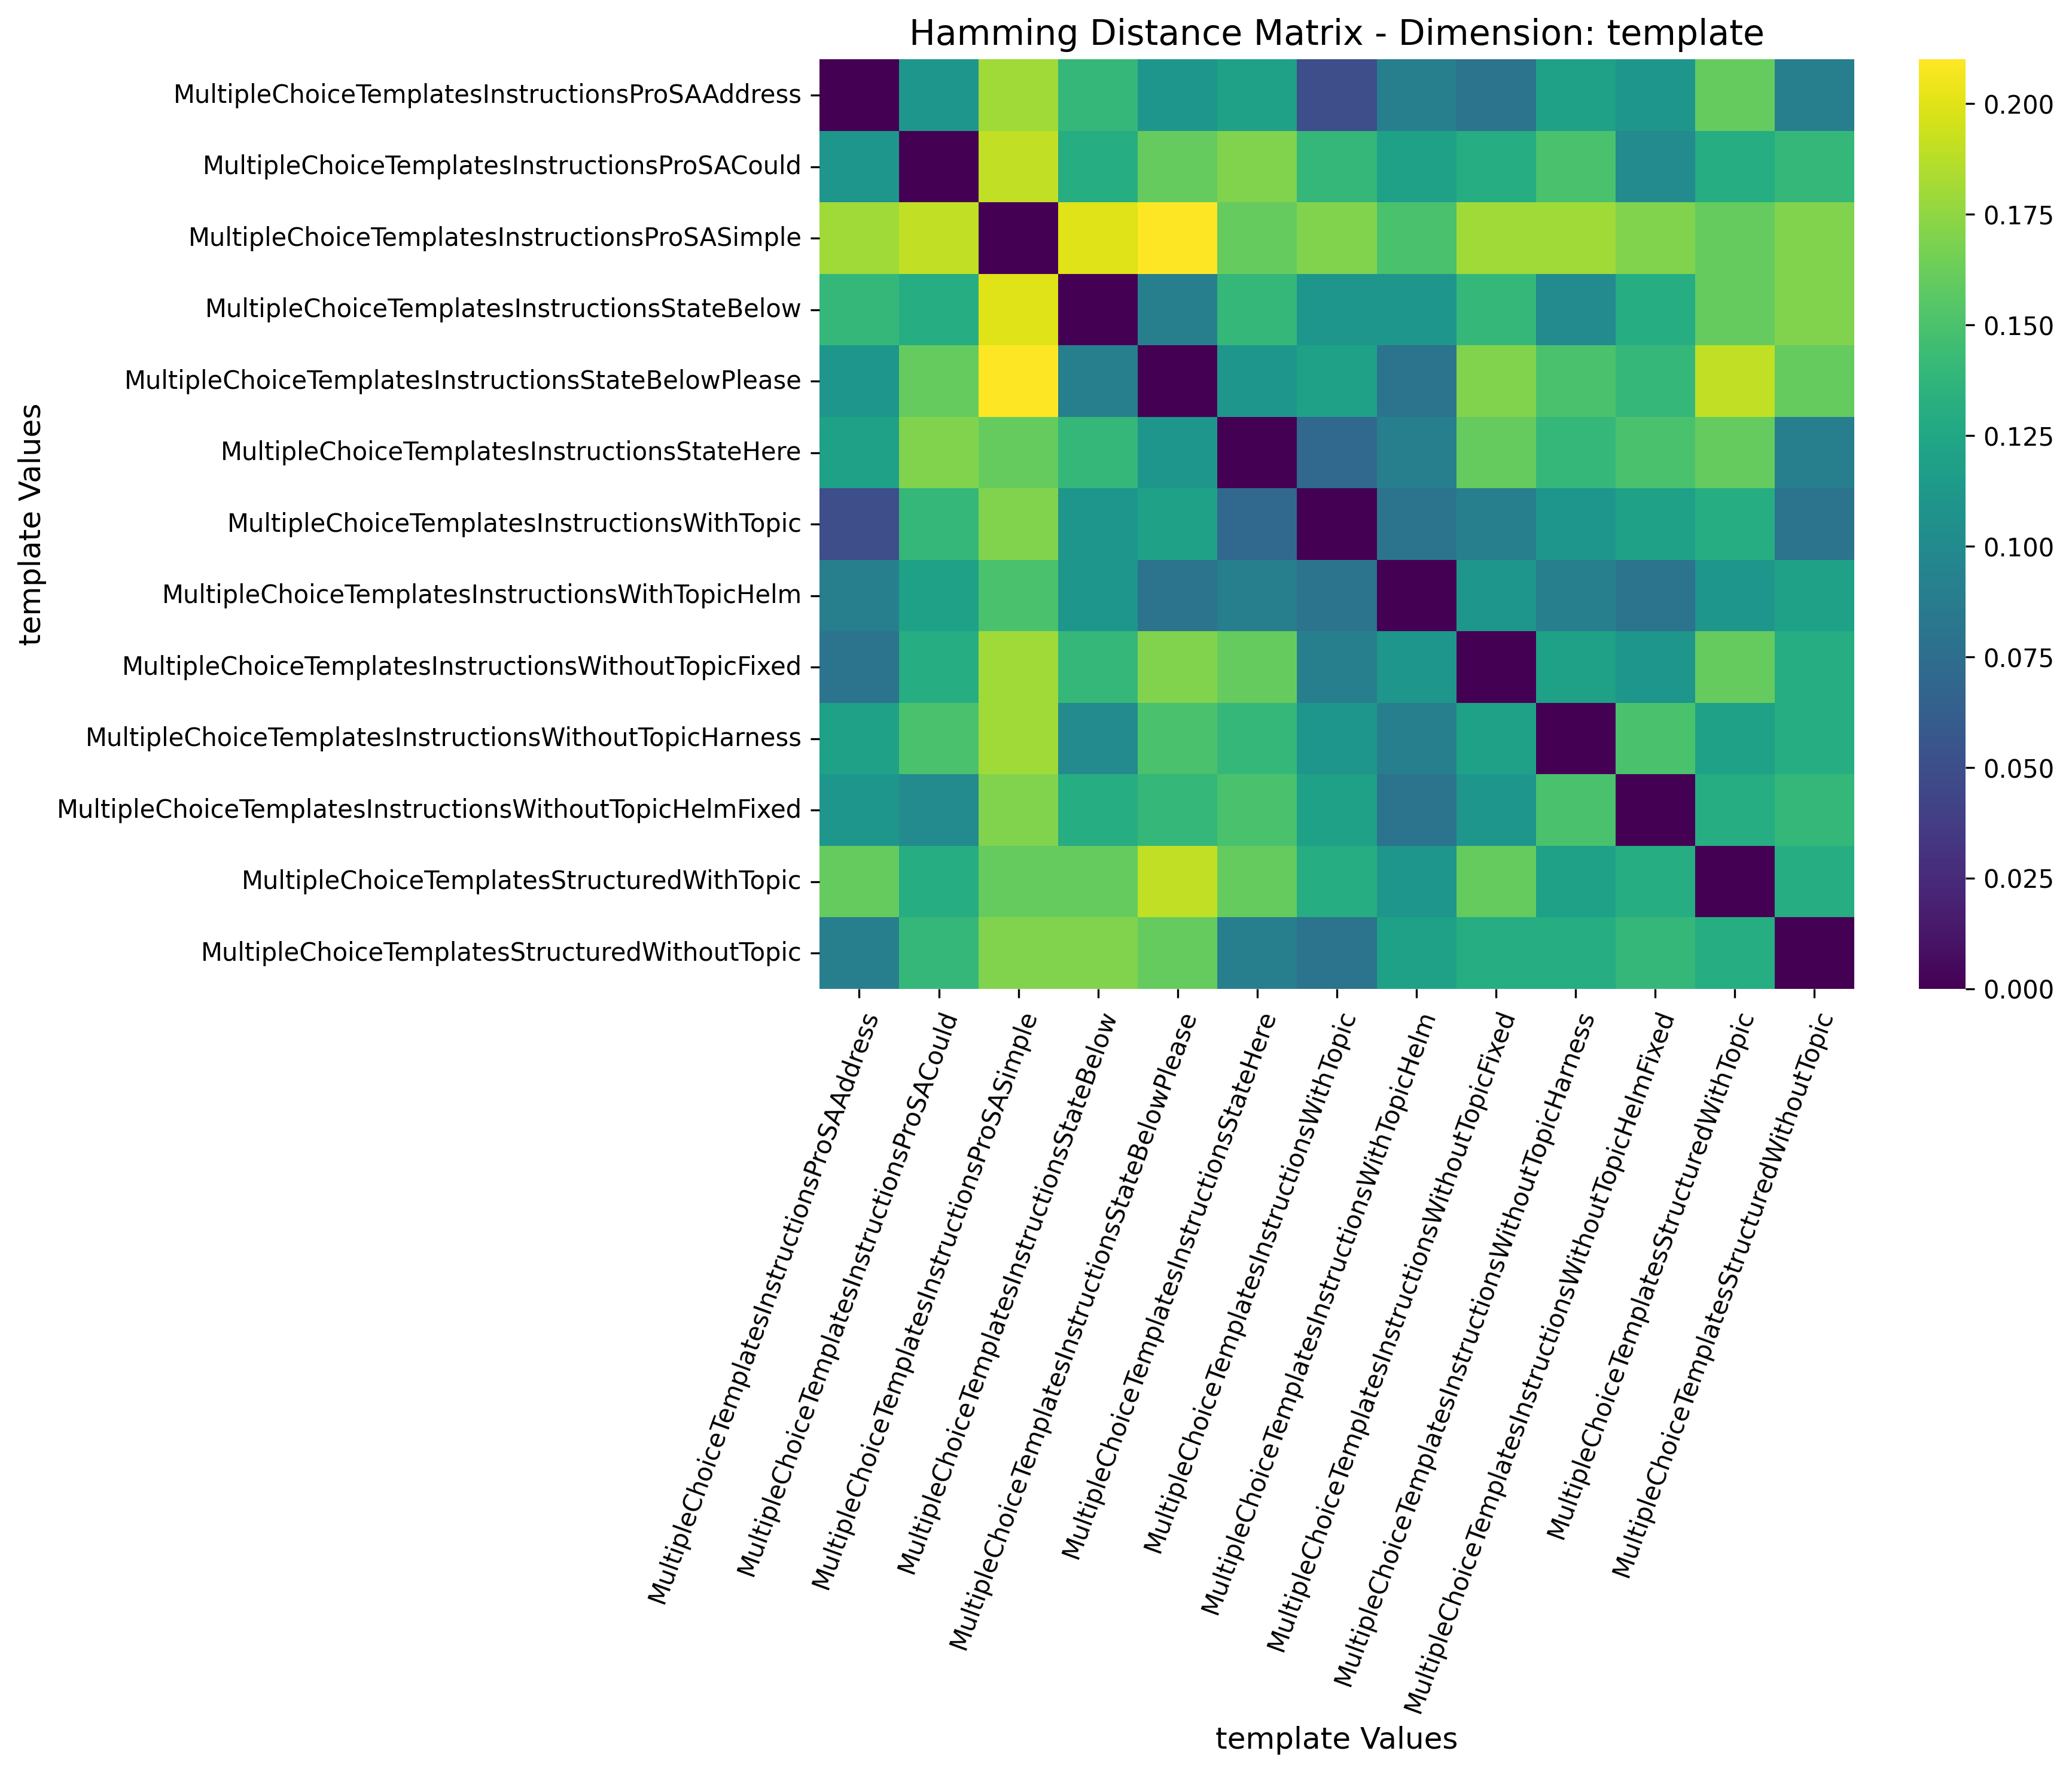 Hamming Distance Matrix - Dimension: template
template Values
MultipleChoiceTemplatesInstructionsProSAAddress
MultipleChoiceTemplatesInstructionsProSACould
MultipleChoiceTemplatesInstructionsProSASimple
MultipleChoiceTemplatesInstructionsStateBelow
MultipleChoiceTemplatesInstructionsStateBelowPlease
MultipleChoiceTemplatesInstructionsStateHere
MultipleChoiceTemplatesInstructionsWithTopic
MultipleChoiceTemplatesInstructionsWithTopicHelm
MultipleChoiceTemplatesInstructionsWithoutTopicFixed
MultipleChoiceTemplatesInstructionsWithoutTopicHarness
MultipleChoiceTemplatesInstructionsWithoutTopicHelmFixed
MultipleChoiceTemplatesStructuredWithTopic
MultipleChoiceTemplatesStructuredWithoutTopic
0.200
0.175
0.150
0.125
0.100
0.075
0.050
0.025
0.000
MultipleChoiceTemplatesInstructionsProSAAddress
MultipleChoiceTemplatesInstructionsProSACould
MultipleChoiceTemplatesInstructionsProSASimple
MultipleChoiceTemplatesInstructionsStateBelow
MultipleChoiceTemplatesInstructionsStateBelowPlease
MultipleChoiceTemplatesInstructionsStateHere
MultipleChoiceTemplatesInstructionsWithTopic
MultipleChoiceTemplatesInstructionsWithTopicHelm
MultipleChoiceTemplatesInstructionsWithoutTopicFixed
MultipleChoiceTemplatesInstructionsWithoutTopicHarness
MultipleChoiceTemplatesInstructionsWithoutTopicHelmFixed
MultipleChoiceTemplatesStructuredWithTopic
MultipleChoiceTemplatesStructuredWithoutTopic
template Values